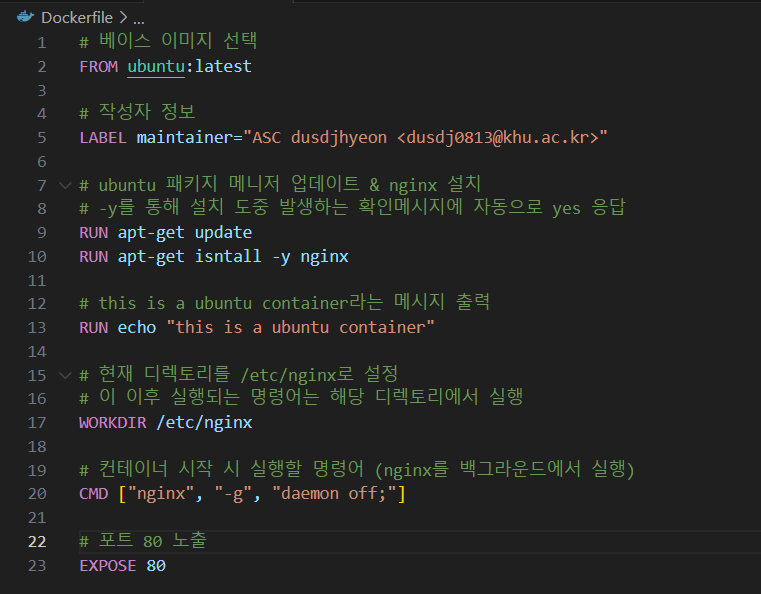 Dockerfile > ...
1 # 베이스 이미지 선택
2 FROM ubuntu:latest
3
4 # 작성자 정보
5 LABEL maintainer="ASC dusdjhyeon <dusdj0813@khu.ac.kr>"
6
7 # ubuntu 패키지 메니저 업데이트 & nginx 설치
8 # -y를 통해 설치 도중 발생하는 확인메시지에 자동으로 yes 응답
9 RUN apt-get update
10 RUN apt-get isntall -y nginx
11
12 # this is a ubuntu container라는 메시지 출력
13 RUN echo "this is a ubuntu container"
14
15 # 현재 디렉토리를 /etc/nginx로 설정
16 # 이 이후 실행되는 명령어는 해당 디렉토리에서 실행
17 WORKDIR /etc/nginx
18
19 # 컨테이너 시작 시 실행할 명령어 (nginx를 백그라운드에서 실행)
20 CMD ["nginx", "-g", "daemon off;"]
21
22 # 포트 80 노출
23 EXPOSE 80